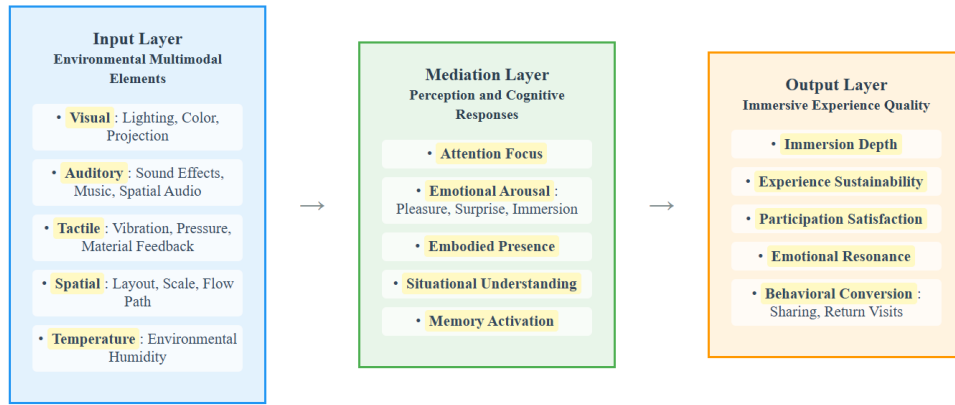 Input Layer
Environmental Multimodal
Elements
• Visual : Lighting, Color,
Projection
• Auditory : Sound Effects,
Music, Spatial Audio
• Tactile : Vibration, Pressure,
Material Feedback
• Spatial : Layout, Scale, Flow
Path
• Temperature : Environmental
Humidity
→
Mediation Layer
Perception and Cognitive
Responses
• Attention Focus
• Emotional Arousal :
Pleasure, Surprise, Immersion
• Embodied Presence
• Situational Understanding
• Memory Activation
→
Output Layer
Immersive Experience Quality
• Immersion Depth
• Experience Sustainability
• Participation Satisfaction
• Emotional Resonance
• Behavioral Conversion :
Sharing, Return Visits